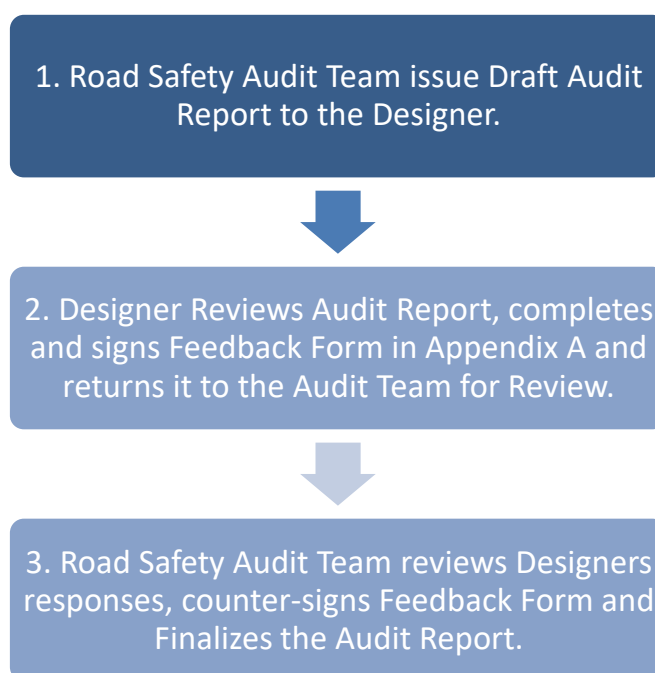 1. Road Safety Audit Team issue Draft Audit
Report to the Designer.
2. Designer Reviews Audit Report, completes
and signs Feedback Form in Appendix A and
returns it to the Audit Team for Review.
3. Road Safety Audit Team reviews Designers
responses, counter-signs Feedback Form and
Finalizes the Audit Report.